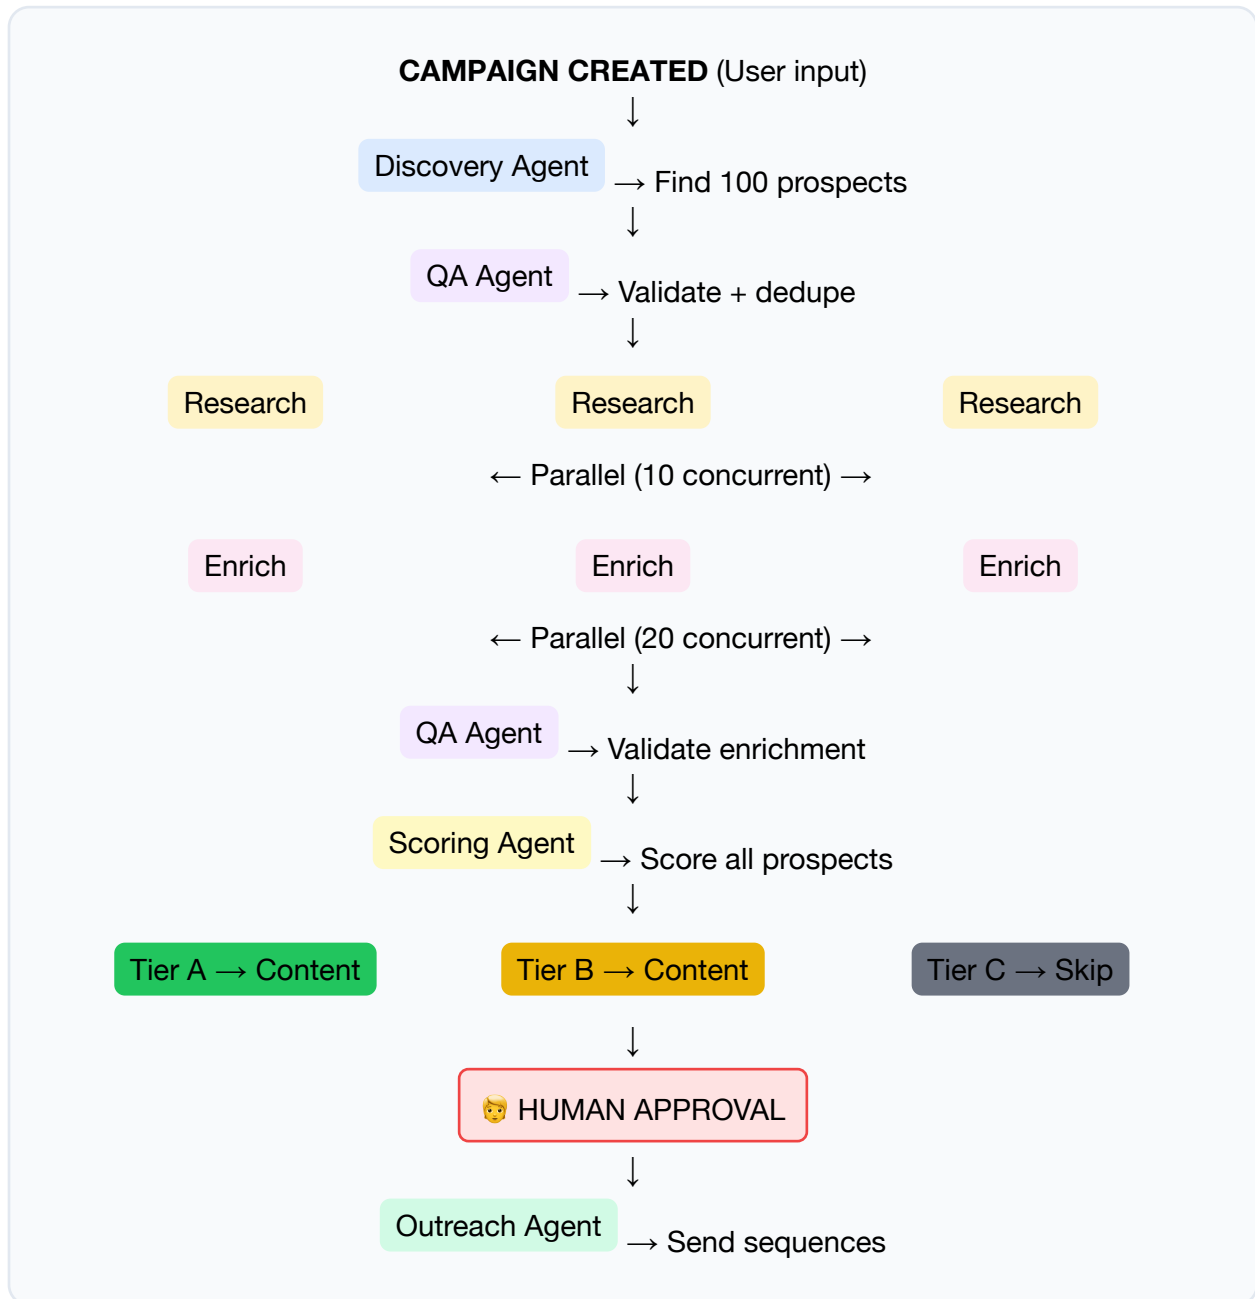 CAMPAIGN CREATED (User input)
↓
Discovery Agent → Find 100 prospects
↓
QA Agent → Validate + dedupe
↓
Research Research Research
← Parallel (10 concurrent) →
Enrich Enrich Enrich
← Parallel (20 concurrent) →
↓
QA Agent → Validate enrichment
↓
Scoring Agent → Score all prospects
↓
Tier A → Content Tier B → Content Tier C → Skip
↓
🧑 HUMAN APPROVAL
↓
Outreach Agent → Send sequences